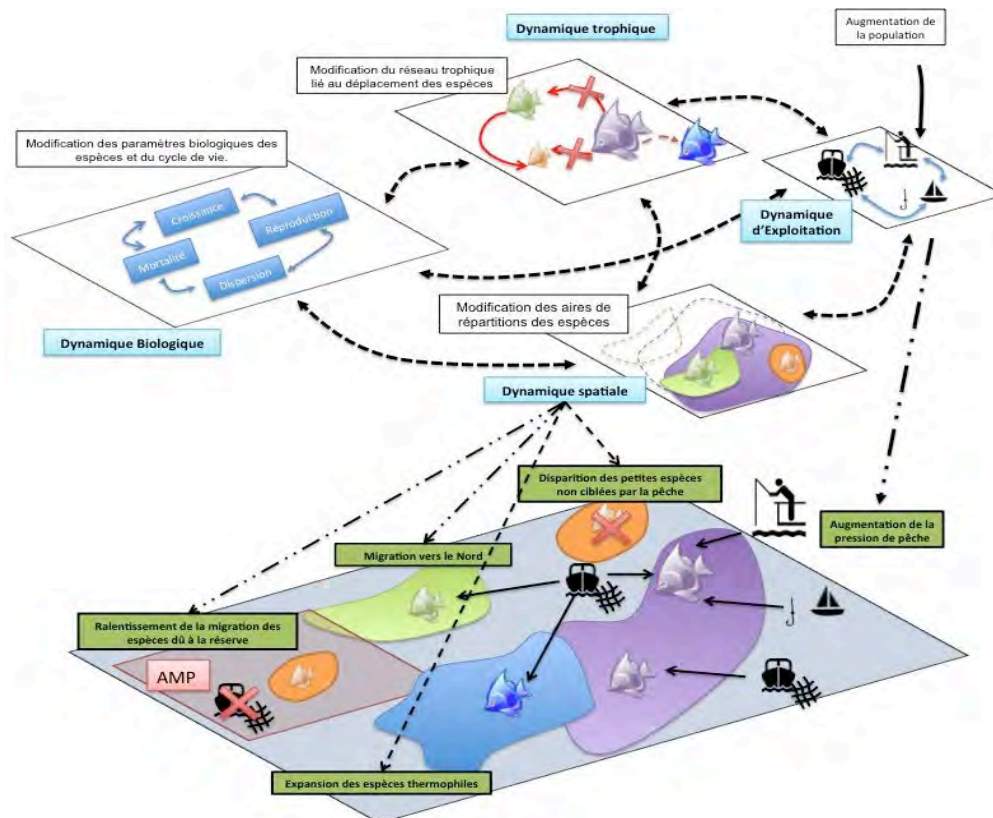 Dynamique trophique
Augmentation de
la population
Modification du réseau trophique
lié au déplacement des espèces
Modification des paramètres biologiques des
espèces et du cycle de vie.
Croissance
Reproduction
Mortalité
Dispersion
Dynamique
d'Exploitation
Modification des aires de
répartitions des espèces
Dynamique Biologique
Dynamique spatiale
Disparition des petites espèces
non ciblées par la pêche
Augmentation de la
pression de pêche
Migration vers le Nord
Ralentissement de la migration des
espèces dû à la réserve
AMP
Expansion des espèces thermophiles